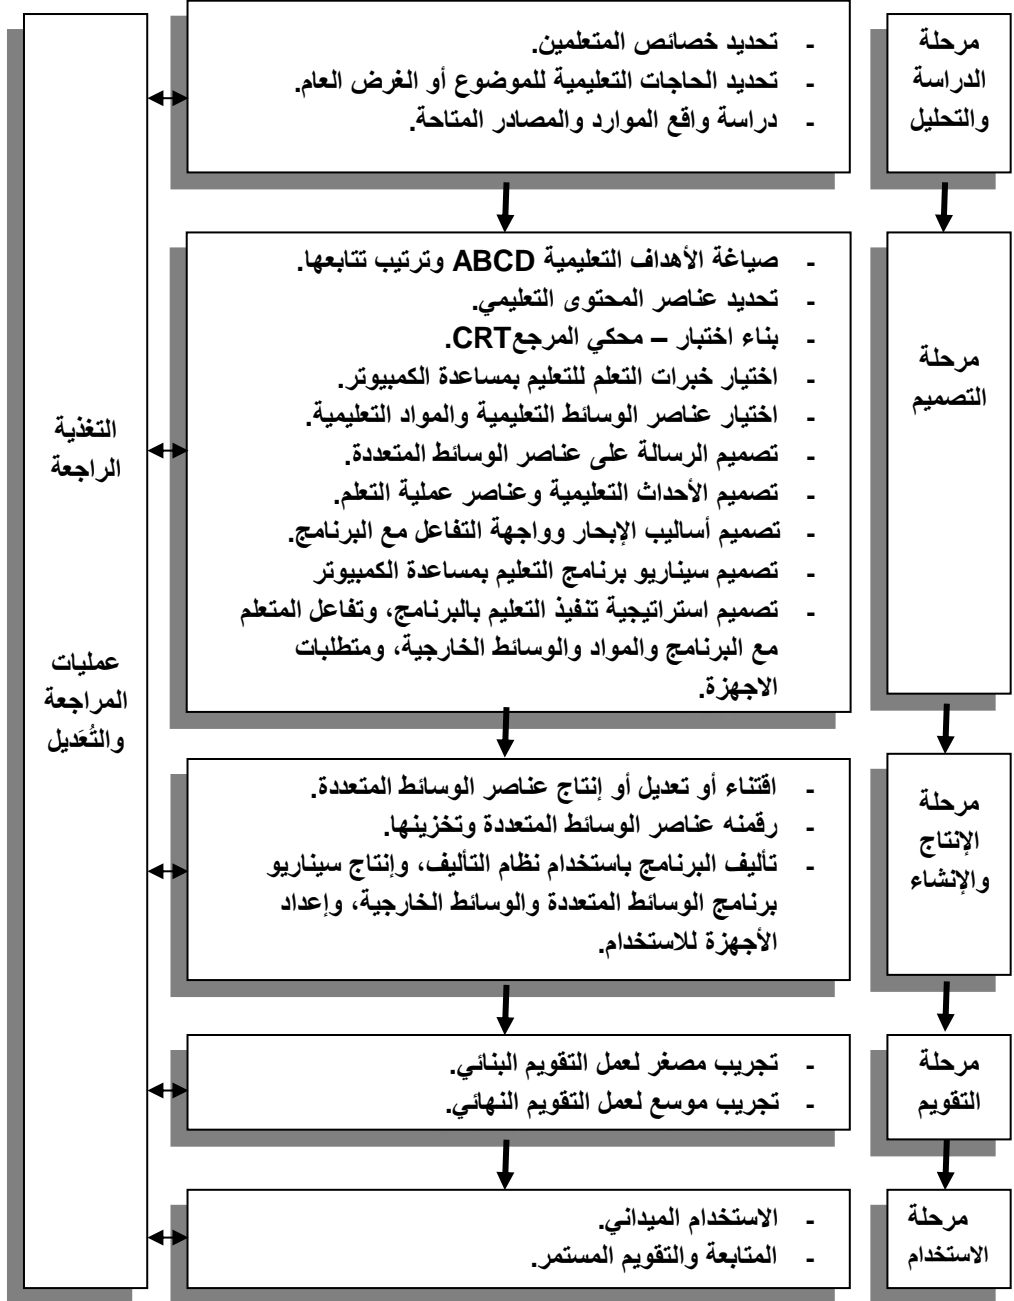 مرحلة
الدراسة
والتحليل
- تحديد خصائص المتعلمين.
- تحديد الحاجات التعليمية للموضوع أو الغرض العام.
- دراسة واقع الموارد والمصادر المتاحة.
مرحلة
التصميم
- صياغة الأهداف التعليمية ABCD وترتيب تتابعها.
- تحديد عناصر المحتوى التعليمي.
- بناء اختبار – محكي المرجعCRT.
- اختيار خبرات التعلم للتعليم بمساعدة الكمبيوتر.
- اختيار عناصر الوسائط التعليمية والمواد التعليمية.
- تصميم الرسالة على عناصر الوسائط المتعددة.
- تصميم الأحداث التعليمية وعناصر عملية التعلم.
- تصميم أساليب الإبحار وواجهة التفاعل مع البرنامج.
- تصميم سيناريو برنامج التعليم بمساعدة الكمبيوتر
- تصميم استراتيجية تنفيذ التعليم بالبرنامج، وتفاعل المتعلم
مع البرنامج والمواد والوسائط الخارجية، ومتطلبات
الاجهزة.
مرحلة
الإنتاج
والإنشاء
- اقتناء أو تعديل أو إنتاج عناصر الوسائط المتعددة.
- رقمنه عناصر الوسائط المتعددة وتخزينها.
- تأليف البرنامج باستخدام نظام التأليف، وإنتاج سيناريو
برنامج الوسائط المتعددة والوسائط الخارجية، وإعداد
الأجهزة للاستخدام.
مرحلة
التقويم
- تجريب مصغر لعمل التقويم البنائي.
- تجريب موسع لعمل التقويم النهائي.
مرحلة
الاستخدام
- الاستخدام الميداني.
- المتابعة والتقويم المستمر.
التغذية
الراجعة
عمليات
المراجعة
والتُعَديل